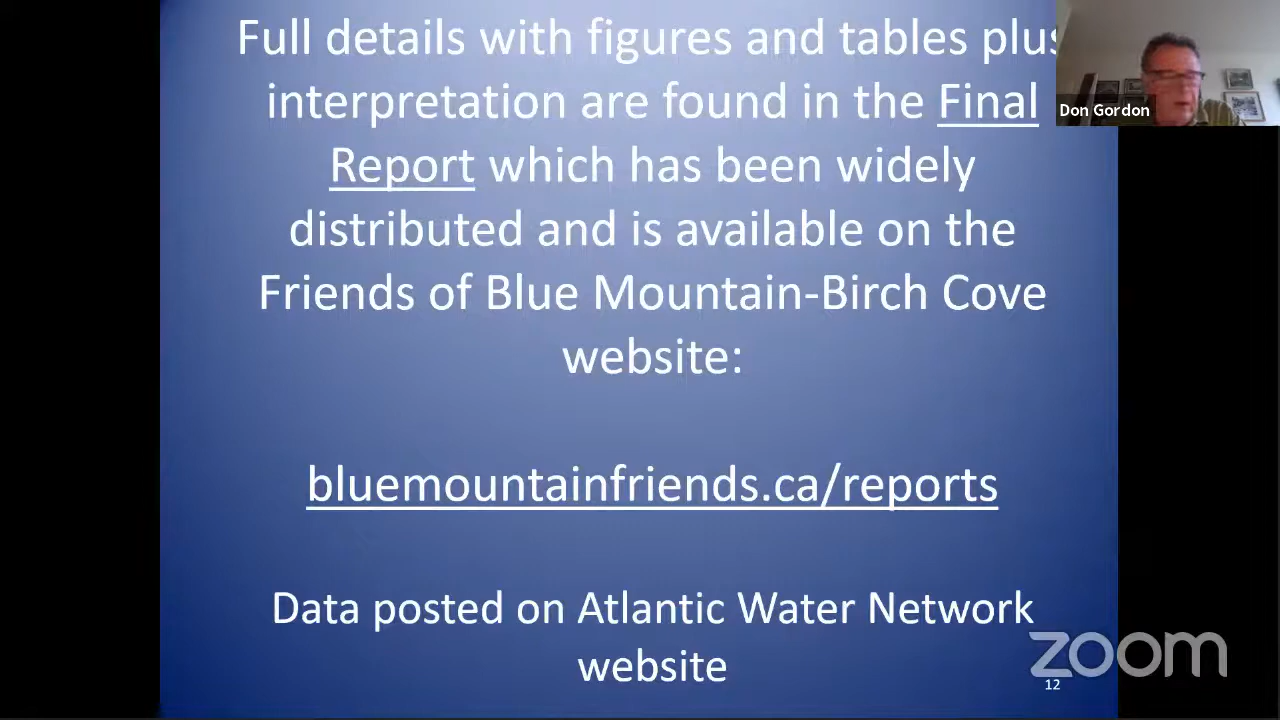 Full details with figures and tables plus
interpretation are found in the Final
Report which has been widely
distributed and is available on the
Friends of Blue Mountain-Birch Cove
website:
bluemountainfriends.ca/reports
Data posted on Atlantic Water Network
website
12
Don Gordon
zoom